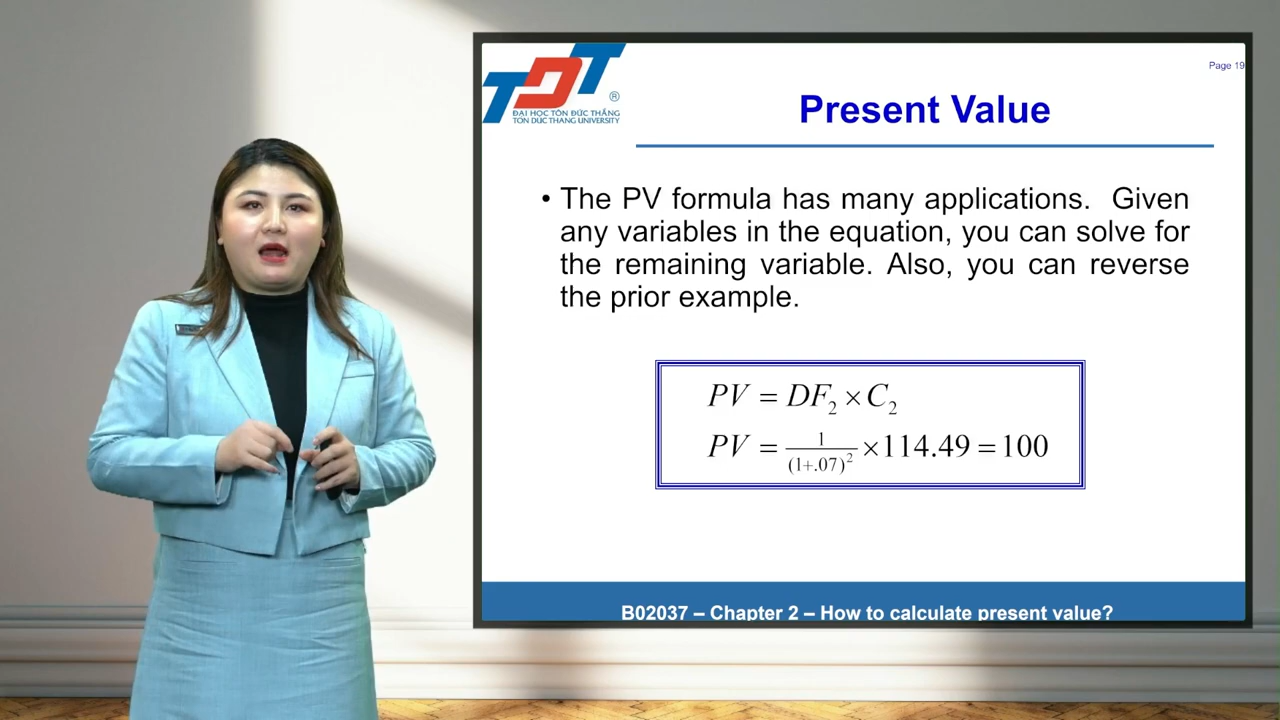 TDT
®
ĐẠI HỌC TÔN ĐỨC THẮNG
TON DUC THANG UNIVERSITY
Page 19
Present Value
• The PV formula has many applications. Given
any variables in the equation, you can solve for
the remaining variable. Also, you can reverse
the prior example.
PV = DF₂ × C₂
PV = 1/(1+.07)² × 114.49 = 100
B02037 – Chapter 2 – How to calculate present value?